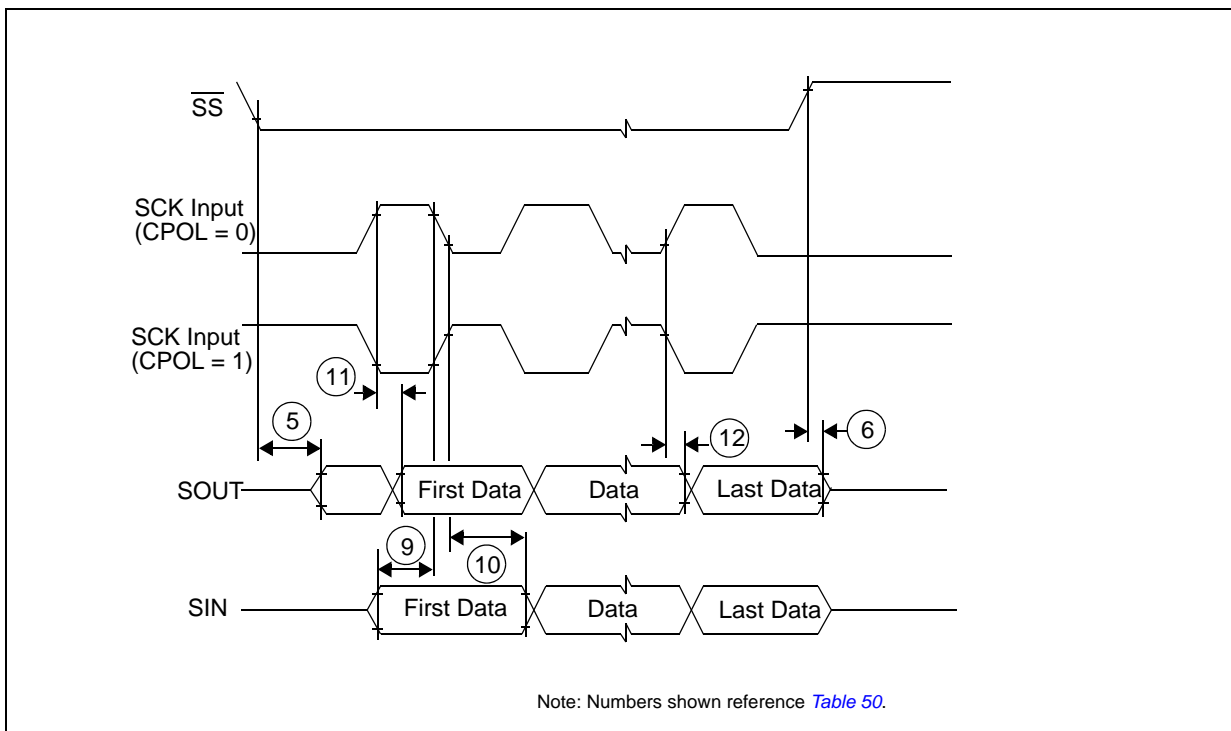 SS
SCK Input
(CPOL = 0)
SCK Input
(CPOL = 1)
11
5
12
6
SOUT
First Data
Data
Last Data
9
10
SIN
First Data
Data
Last Data
Note: Numbers shown reference Table 50.